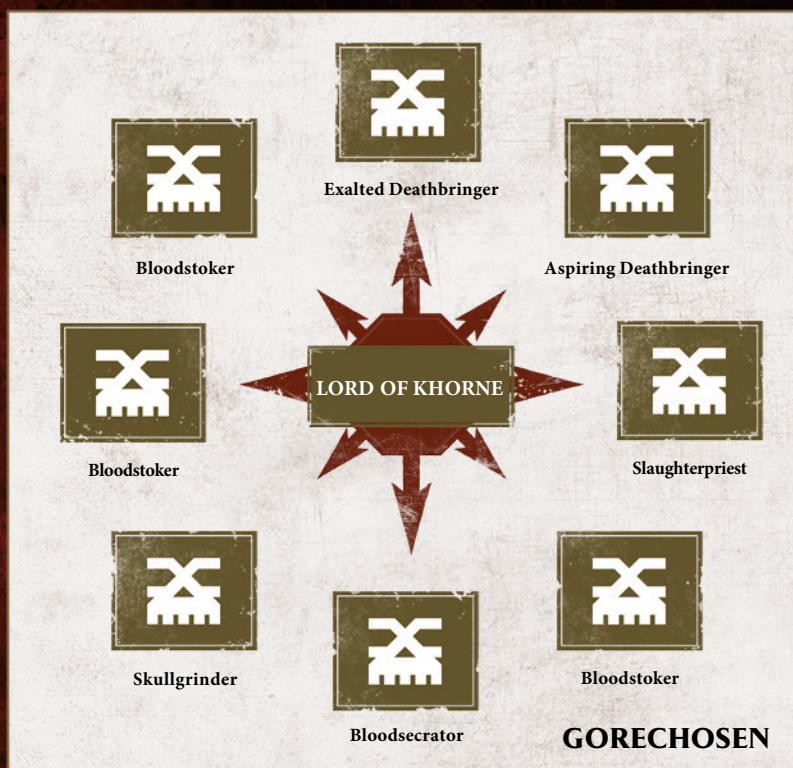 Exalted Deathbringer
Bloodstoker
Aspiring Deathbringer
LORD OF KHORNE
Bloodstoker
Slaughterpriest
Skullgrinder
Bloodstoker
Bloodsecrator
GORECHOSEN